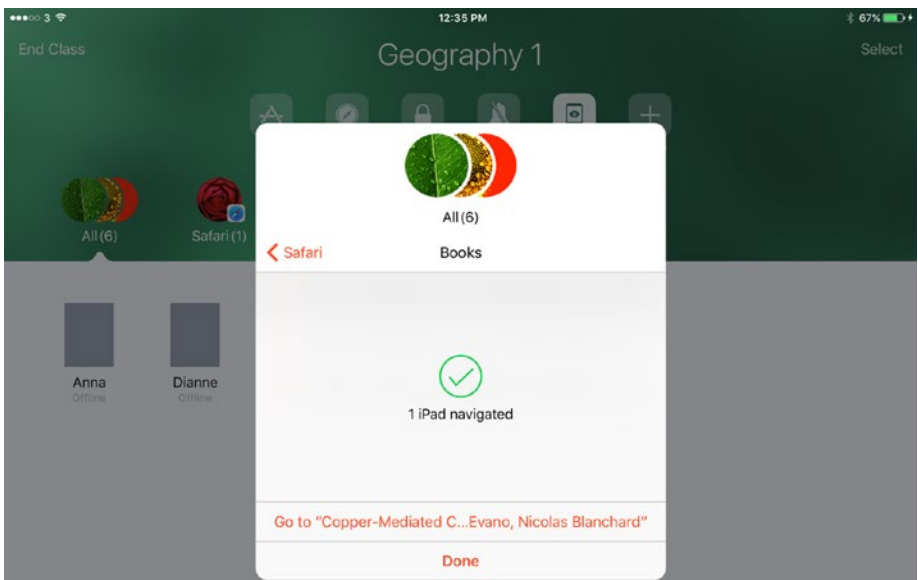 3
12:35 PM
67%
End Class
Geography 1
Select
All (6)
All (6)
Safari (1)
Safari
Books
Anna
Dianne
Offline
Offline
1 iPad navigated
Go to "Copper-Mediated C...Evano, Nicolas Blanchard"
Done